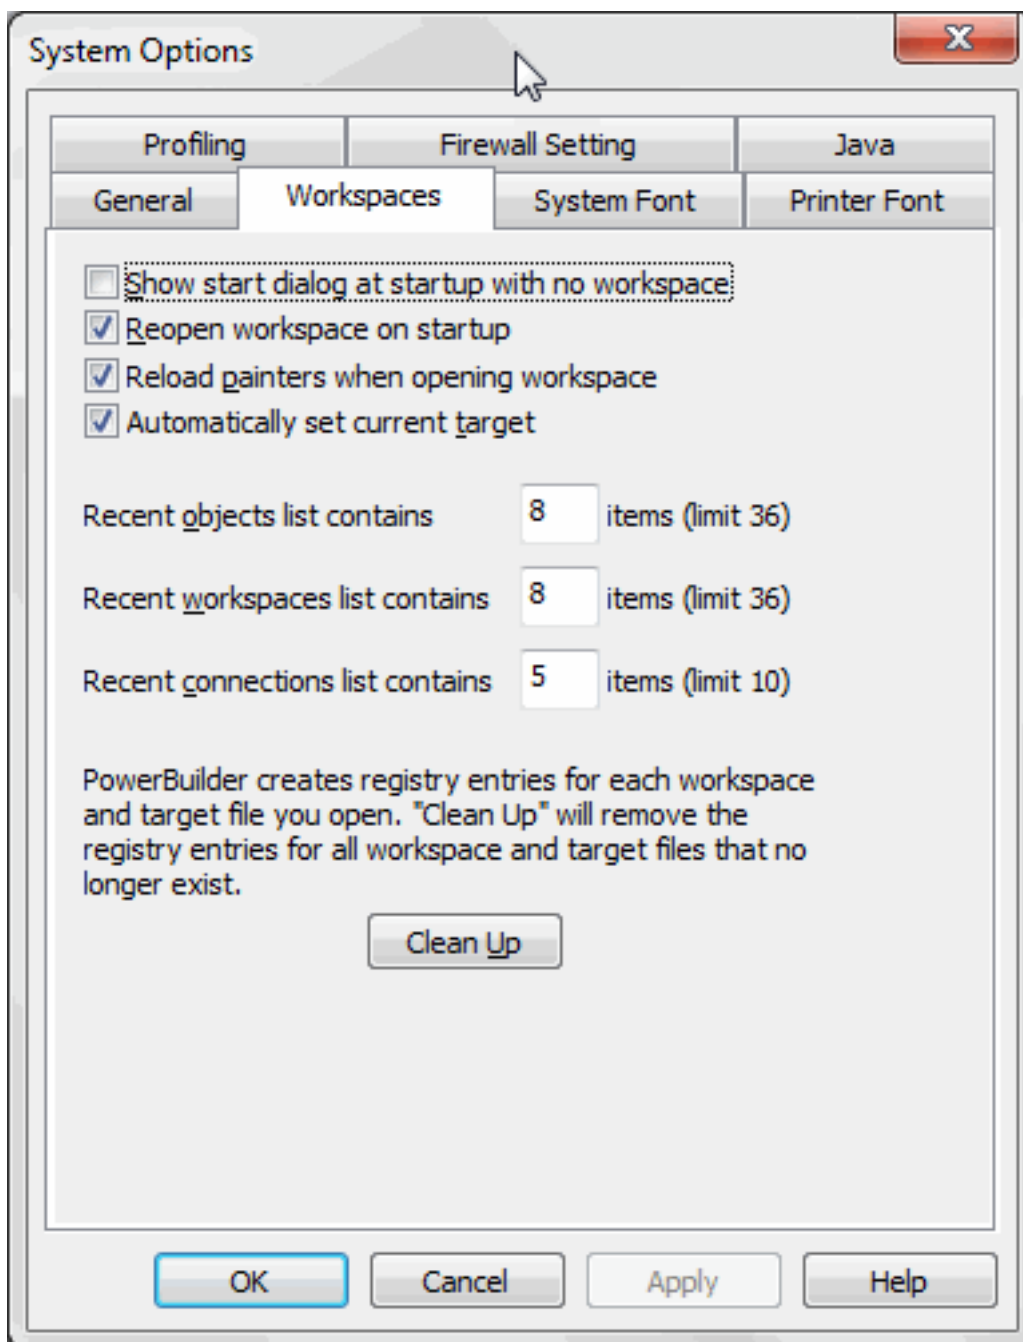 System Options
Profiling Firewall Setting Java
General Workspaces System Font Printer Font
Show start dialog at startup with no workspace
Reopen workspace on startup
Reload painters when opening workspace
Automatically set current target
Recent objects list contains 8 items (limit 36)
Recent workspaces list contains 8 items (limit 36)
Recent connections list contains 5 items (limit 10)
PowerBuilder creates registry entries for each workspace
and target file you open. "Clean Up" will remove the
registry entries for all workspace and target files that no
longer exist.
Clean Up
OK Cancel Apply Help